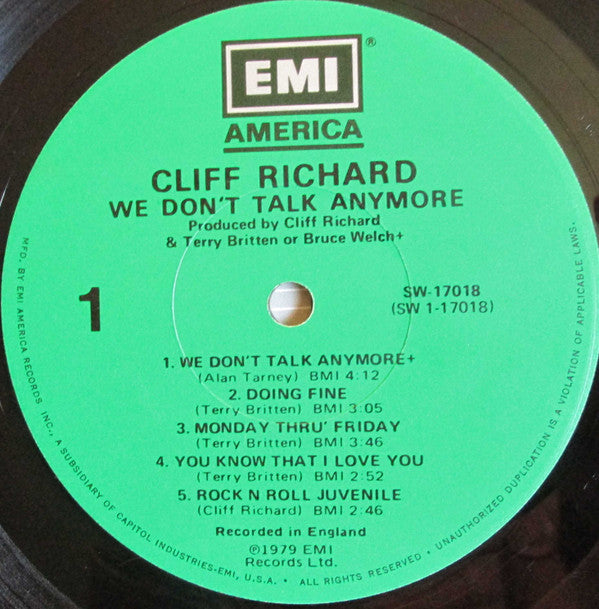 EMI ®
AMERICA
CLIFF RICHARD
WE DON'T TALK ANYMORE
Produced by Cliff Richard
& Terry Britten or Bruce Welch+
1
SW-17018
(SW 1-17018)
1. WE DON'T TALK ANYMORE+
(Alan Tarney) BMI 4:12
2. DOING FINE
(Terry Britten) BMI 3:05
3. MONDAY THRU' FRIDAY
(Terry Britten) BMI 3:46
4. YOU KNOW THAT I LOVE YOU
(Terry Britten) BMI 2:52
5. ROCK N ROLL JUVENILE
(Cliff Richard) BMI 2:46
Recorded in England
℗1979 EMI
Records Ltd.
MFD. BY EMI AMERICA RECORDS, INC., A SUBSIDIARY OF CAPITOL INDUSTRIES-EMI, U.S.A. • ALL RIGHTS RESERVED • UNAUTHORIZED DUPLICATION IS A VIOLATION OF APPLICABLE LAWS.